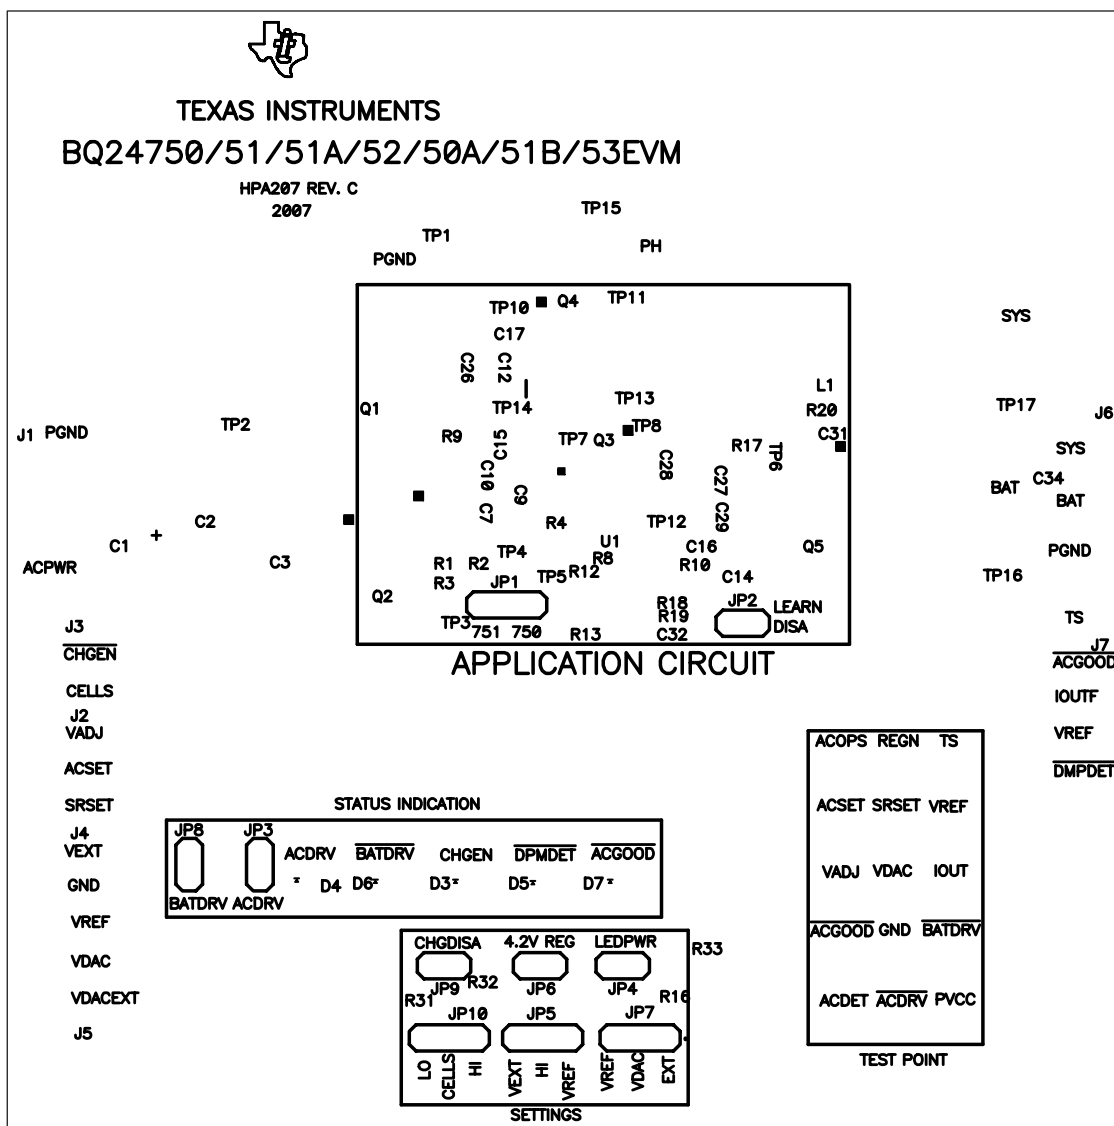 TEXAS INSTRUMENTS
BQ24750/51/51A/52/50A/51B/53EVM
HPA207 REV. C
2007
TP15
TP1
PH
PGND
TP11
TP10
Q4
SYS
C17
C26
C12
L1
TP13
Q1
TP14
R20
TP17
J6
TP2
TP8
J1 PGND
R9
C15
TP7
Q3
C31
R17
TP6
SYS
C10
C28
C27
C34
BAT
BAT
C9
C7
C29
C2
R4
TP12
C1
+
U1
C16
Q5
PGND
TP4
R8
ACPWR
C3
R1
R2
R12
R10
TP5
C14
TP16
R3
JP1
Q2
JP2
R18
LEARN
R19
TP3
DISA
TS
J3
751
750
R13
C32
J7
CHGEN
APPLICATION CIRCUIT
ACGOOD
CELLS
IOUTF
J2
VADJ
VREF
ACOPS REGN TS
ACSET
DMPDET
SRSET
STATUS INDICATION
ACSET SRSET VREF
J4
JP8
JP3
VEXT
ACDRV
BATDRV
CHGEN
DPMDET
ACGOOD
VADJ VDAC IOUT
GND
D4
D6
D3
D5
D7
BATDRV ACDRV
VREF
ACGOOD GND BATDRV
CHGDISA
4.2V REG
LEDPWR
R33
VDAC
R32
JP9
JP6
JP4
VDACEXT
R31
R16
ACDET ACDRV PVCC
JP10
JP5
JP7
J5
TEST POINT
LO
CELLS
HI
VEXT
HI
VREF
VREF
VDAC
EXT
SETTINGS